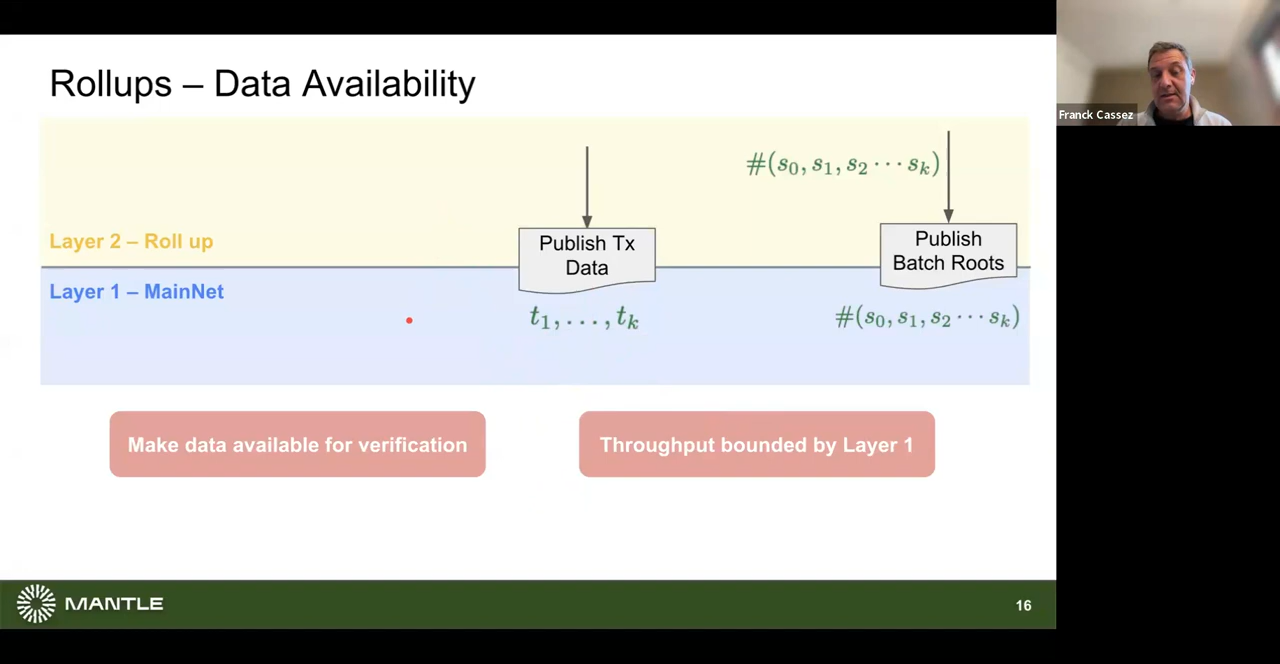 Rollups – Data Availability
Franck Cassez
#(s₀, s₁, s₂ ⋯ sₖ)
Layer 2 – Roll up
Publish Tx
Data
Publish
Batch Roots
Layer 1 – MainNet
t₁, . . . , tₖ
#(s₀, s₁, s₂ ⋯ sₖ)
Make data available for verification
Throughput bounded by Layer 1
MANTLE
16